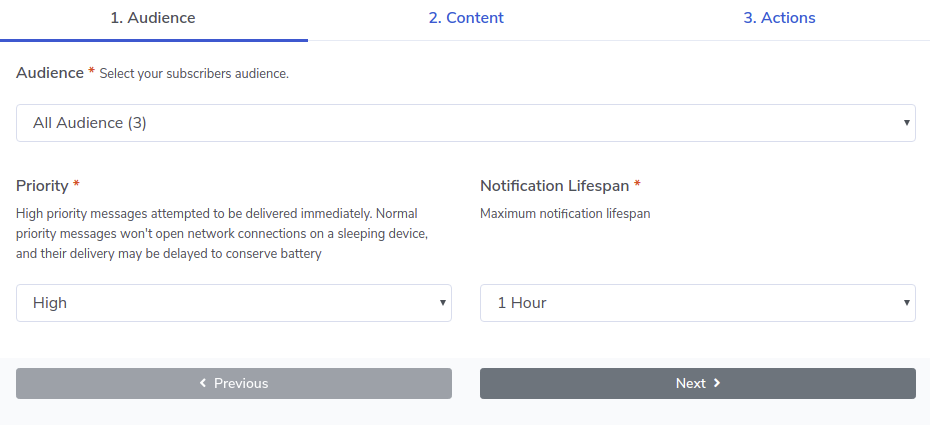 1. Audience 2. Content 3. Actions
Audience * Select your subscribers audience.
All Audience (3)
Priority *
High priority messages attempted to be delivered immediately. Normal
priority messages won't open network connections on a sleeping device,
and their delivery may be delayed to conserve battery
High
Notification Lifespan *
Maximum notification lifespan
1 Hour
Previous
Next